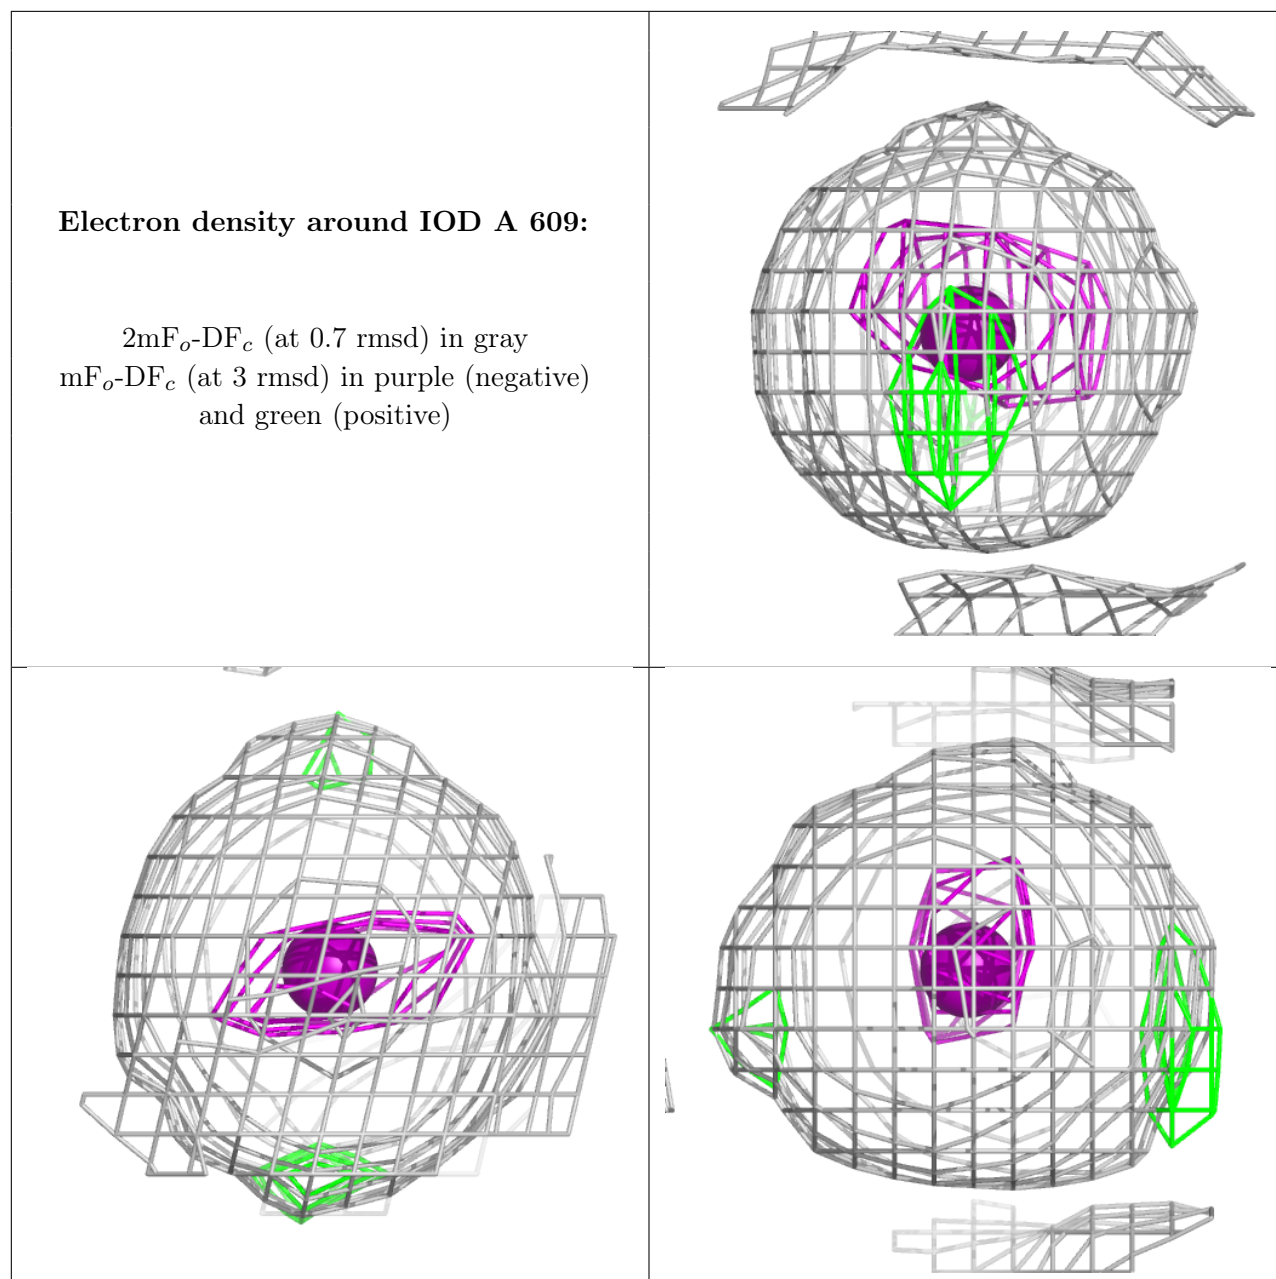 Electron density around IOD A 609:
2mFₒ-DF𝑐 (at 0.7 rmsd) in gray
mFₒ-DF𝑐 (at 3 rmsd) in purple (negative)
and green (positive)